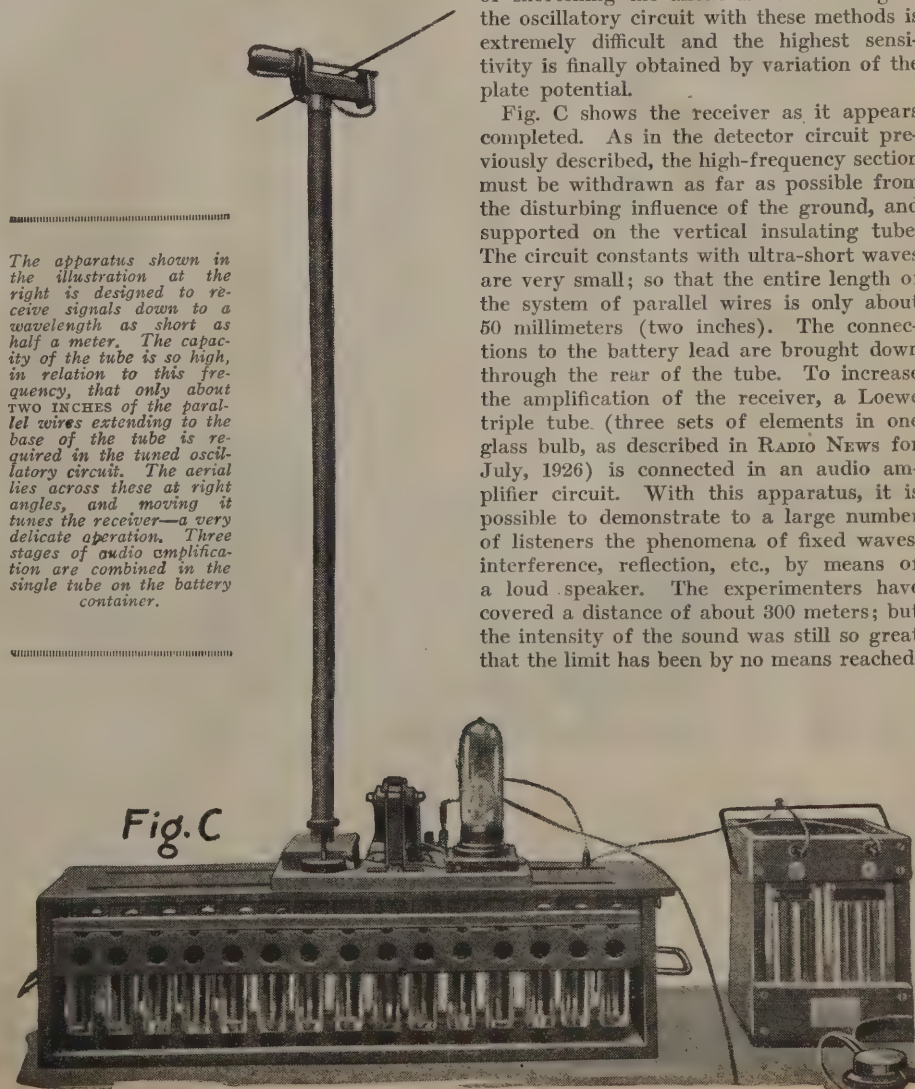 The apparatus shown in
the illustration at the
right is designed to re-
ceive signals down to a
wavelength as short as
half a meter. The capac-
ity of the tube is so high,
in relation to this fre-
quency, that only about
TWO INCHES of the paral-
lel wires extending to the
base of the tube is re-
quired in the tuned oscil-
latory circuit. The aerial
lies across these at right
angles, and moving it
tunes the receiver—a very
delicate operation. Three
stages of audio amplifica-
tion are combined in the
single tube on the battery
container.
the oscillatory circuit with these methods is
extremely difficult and the highest sensi-
tivity is finally obtained by variation of the
plate potential.
Fig. C shows the receiver as it appears
completed. As in the detector circuit pre-
viously described, the high-frequency section
must be withdrawn as far as possible from
the disturbing influence of the ground, and
supported on the vertical insulating tube
The circuit constants with ultra-short waves
are very small; so that the entire length of
the system of parallel wires is only about
50 millimeters (two inches). The connec-
tions to the battery lead are brought down
through the rear of the tube. To increase
the amplification of the receiver, a Loewe
triple tube (three sets of elements in one
glass bulb, as described in RADIO NEWS for
July, 1926) is connected in an audio am-
plifier circuit. With this apparatus, it is
possible to demonstrate to a large number
of listeners the phenomena of fixed waves
interference, reflection, etc., by means of
a loud speaker. The experimenters have
covered a distance of about 300 meters; but
the intensity of the sound was still so great
that the limit has been by no means reached
Fig. C